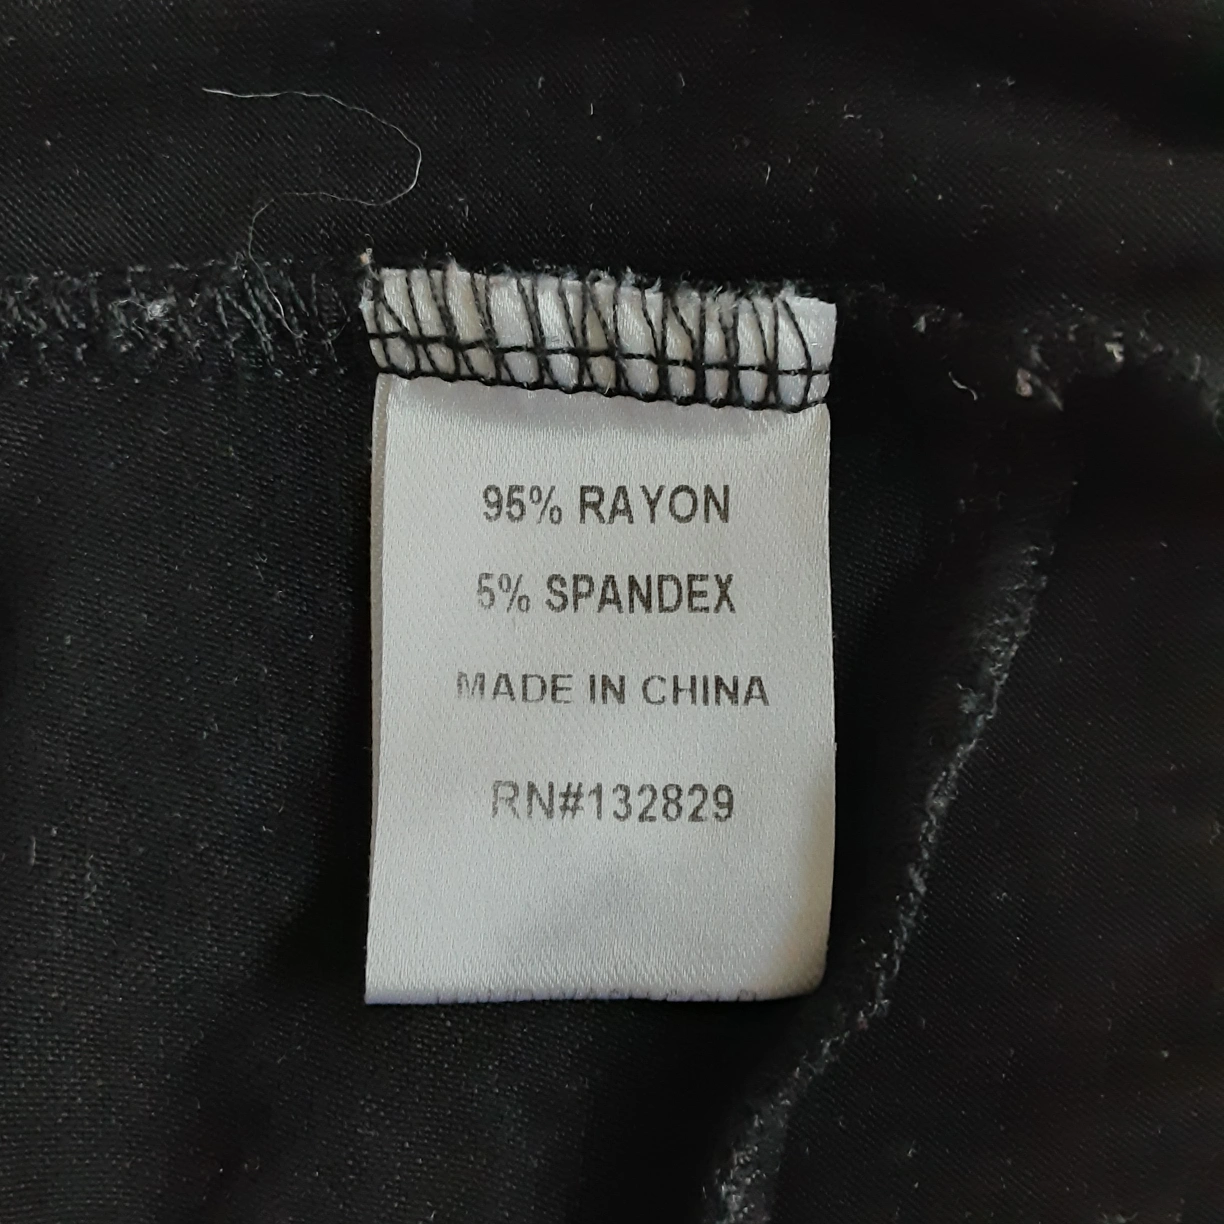 95% RAYON
5% SPANDEX
MADE IN CHINA
RN#132829